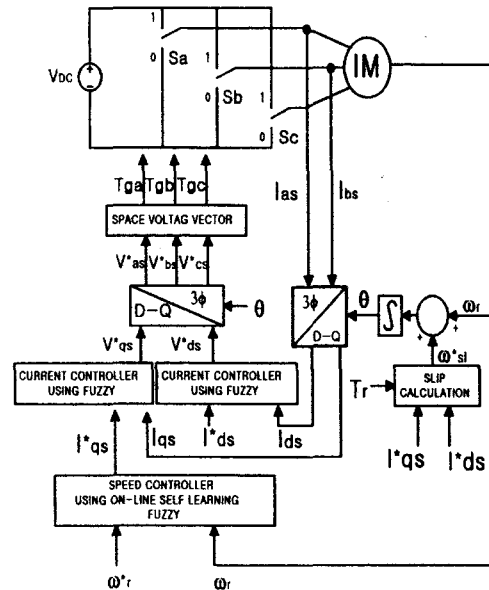 1
0
Sa
1
0
Sb
1
0
Sc
VDC
+
−
IM
Tga Tgb Tgc
Ias
Ibs
SPACE VOLTAG VECTOR
V*as V*bs V*cs
3ϕ
D-Q
θ
3ϕ
D-Q
θ
∫
+
+
ωr
ω*sl
V*qs
V*ds
CURRENT CONTROLLER
USING FUZZY
CURRENT CONTROLLER
USING FUZZY
Tr
SLIP
CALCULATION
I*qs
Iqs
I*ds
Ids
I*qs
I*ds
SPEED CONTROLLER
USING ON-LINE SELF LEARNING
FUZZY
ω*r
ωr